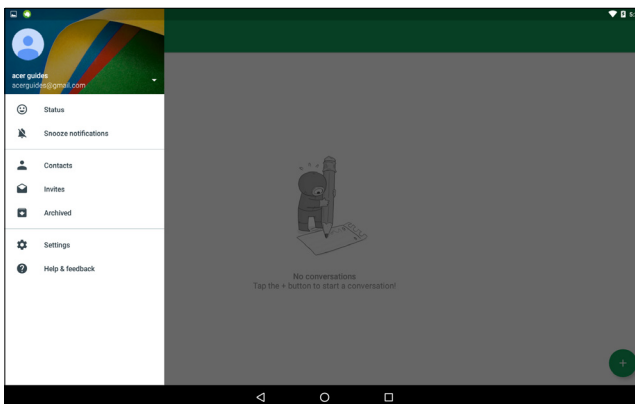 5:
acer guides
acerguides@gmail.com
Status
Snooze notifications
Contacts
Invites
Archived
Settings
Help & feedback
No conversations
Tap the + button to start a conversation!